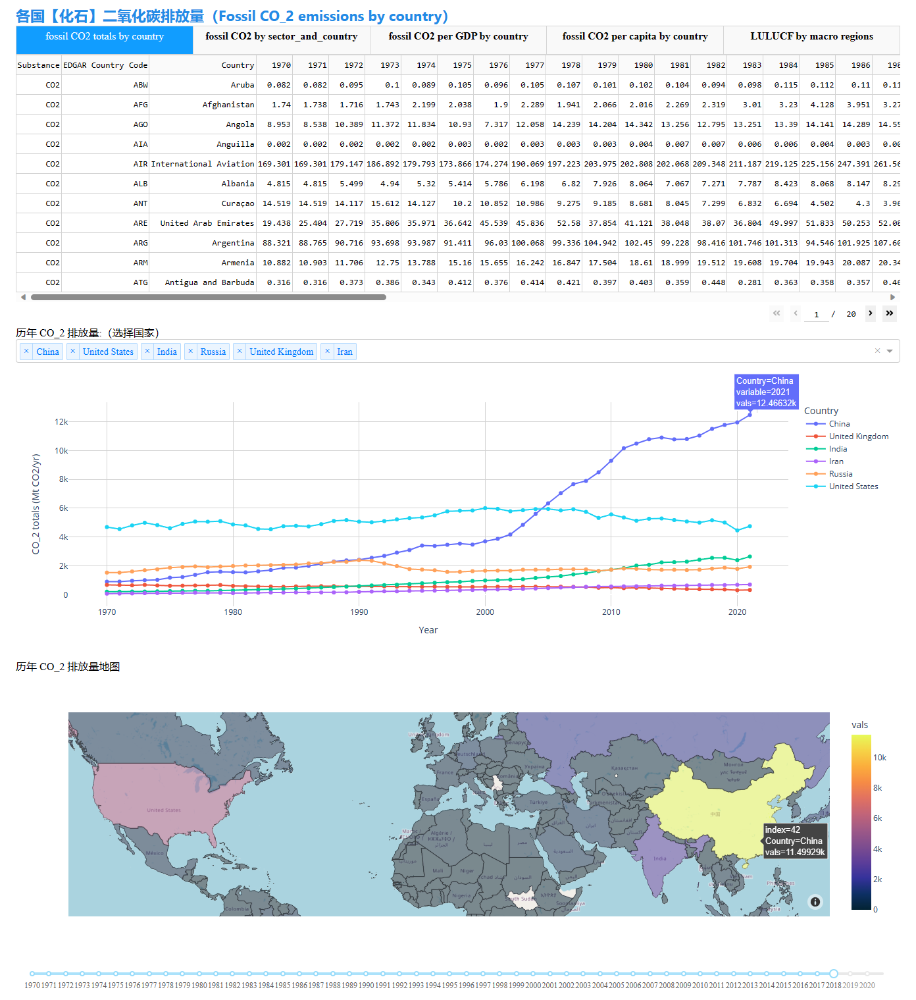 各国【化石】二氧化碳排放量（Fossil CO_2 emissions by country）
fossil CO2 totals by country fossil CO2 by sector_and_country fossil CO2 per GDP by country fossil CO2 per capita by country LULUCF by macro regions
Substance EDGAR Country Code Country 1970 1971 1972 1973 1974 1975 1976 1977 1978 1979 1980 1981 1982 1983 1984 1985 1986 198
CO2 ABW Aruba 0.082 0.082 0.095 0.1 0.089 0.105 0.096 0.105 0.107 0.101 0.102 0.104 0.094 0.098 0.115 0.112 0.11 0.11
CO2 AFG Afghanistan 1.74 1.738 1.716 1.743 2.199 2.038 1.9 2.289 1.941 2.066 2.016 2.269 2.319 3.01 3.23 4.128 3.951 3.27
CO2 AGO Angola 8.953 8.538 10.389 11.372 11.834 10.93 7.317 12.058 14.239 14.204 14.342 13.256 12.795 13.251 13.39 14.141 14.289 14.55
CO2 AIA Anguilla 0.002 0.002 0.002 0.002 0.002 0.003 0.002 0.003 0.003 0.003 0.004 0.007 0.007 0.006 0.006 0.004 0.003 0.00
CO2 AIR International Aviation 169.301 169.301 179.147 186.892 179.793 173.866 174.274 190.069 197.223 203.975 202.808 202.068 209.348 211.187 219.125 225.156 247.391 261.56
CO2 ALB Albania 4.815 4.815 5.499 4.94 5.32 5.414 5.786 6.198 6.82 7.926 8.064 7.067 7.271 7.787 8.423 8.068 8.147 8.29
CO2 ANT Curaçao 14.519 14.519 14.117 15.612 14.127 10.2 10.852 10.986 9.275 9.185 8.681 8.045 7.299 6.832 6.694 4.502 4.3 3.96
CO2 ARE United Arab Emirates 19.438 25.404 27.719 35.806 35.971 36.642 45.539 45.836 52.58 37.854 41.121 38.048 38.07 36.804 49.997 51.833 50.253 52.08
CO2 ARG Argentina 88.321 88.765 90.716 93.698 93.987 91.411 96.03 100.068 99.336 104.942 102.45 99.228 98.416 101.746 101.313 94.546 101.925 107.60
CO2 ARM Armenia 10.882 10.903 11.706 12.75 13.788 15.16 15.655 16.242 16.847 17.504 18.61 18.999 19.512 19.608 19.704 19.943 20.087 20.34
CO2 ATG Antigua and Barbuda 0.316 0.316 0.373 0.386 0.343 0.412 0.376 0.414 0.421 0.397 0.403 0.359 0.448 0.281 0.363 0.358 0.357 0.46
1 / 20
历年 CO_2 排放量:（选择国家）
× China × United States × India × Russia × United Kingdom × Iran
Country=China
variable=2021
vals=12.46632k
Country
China
United Kingdom
India
Iran
Russia
United States
CO_2 totals (Mt CO2/yr)
12k
10k
8k
6k
4k
2k
0
1970 1980 1990 2000 2010 2020
Year
历年 CO_2 排放量地图
United Kingdom
Беларусь
Deutschland
Україна
France
România
Қазақстан
Монгол
улс
España
Türkiye
O'zbekiston
Türkmenistan
United States
中国
Maroc /
Algérie /
الجزائر
ليبيا
مصر
العراق
ایران
افغانستان
پاکستان
السعودية
موريتانيا
México
India
Mali
Niger
السودان
اليمن
Nigeria
South Sudan
Soomaaliya
الصومال
Colombia
Philippines
index=42
Country=China
vals=11.49929k
vals
10k
8k
6k
4k
2k
0
1970 1971 1972 1973 1974 1975 1976 1977 1978 1979 1980 1981 1982 1983 1984 1985 1986 1987 1988 1989 1990 1991 1992 1993 1994 1995 1996 1997 1998 1999 2000 2001 2002 2003 2004 2005 2006 2007 2008 2009 2010 2011 2012 2013 2014 2015 2016 2017 2018 2019 2020